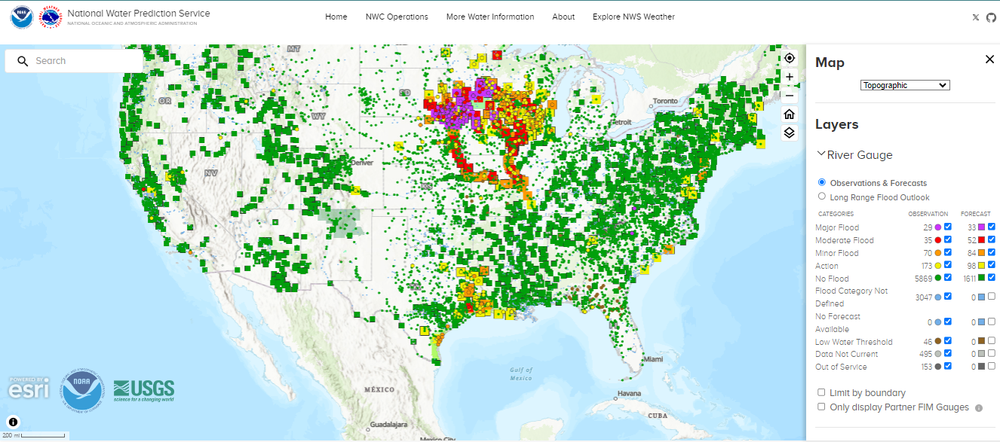 National Water Prediction Service
NATIONAL OCEANIC AND ATMOSPHERIC ADMINISTRATION
Home NWC Operations More Water Information About Explore NWS Weather
Search
Map
Topographic
Layers
River Gauge
Observations & Forecasts
Long Range Flood Outlook
CATEGORIES OBSERVATION FORECAST
Major Flood 29 33
Moderate Flood 35 52
Minor Flood 70 84
Action 173 98
No Flood 5869 1611
Flood Category Not
Defined 3047 0
No Forecast
Available 0 0
Low Water Threshold 46 0
Data Not Current 495 0
Out of Service 153 0
Limit by boundary
Only display Partner FIM Gauges
MT
OR
WY
NV
Denver
KS
Toronto
Detroit
Miami
Gulf of
Mexico
Havana
CUBA
MÉXICO
Guadalajara
Mexico City
POWERED BY
esri
NOAA
USGS
science for a changing world
200 mi